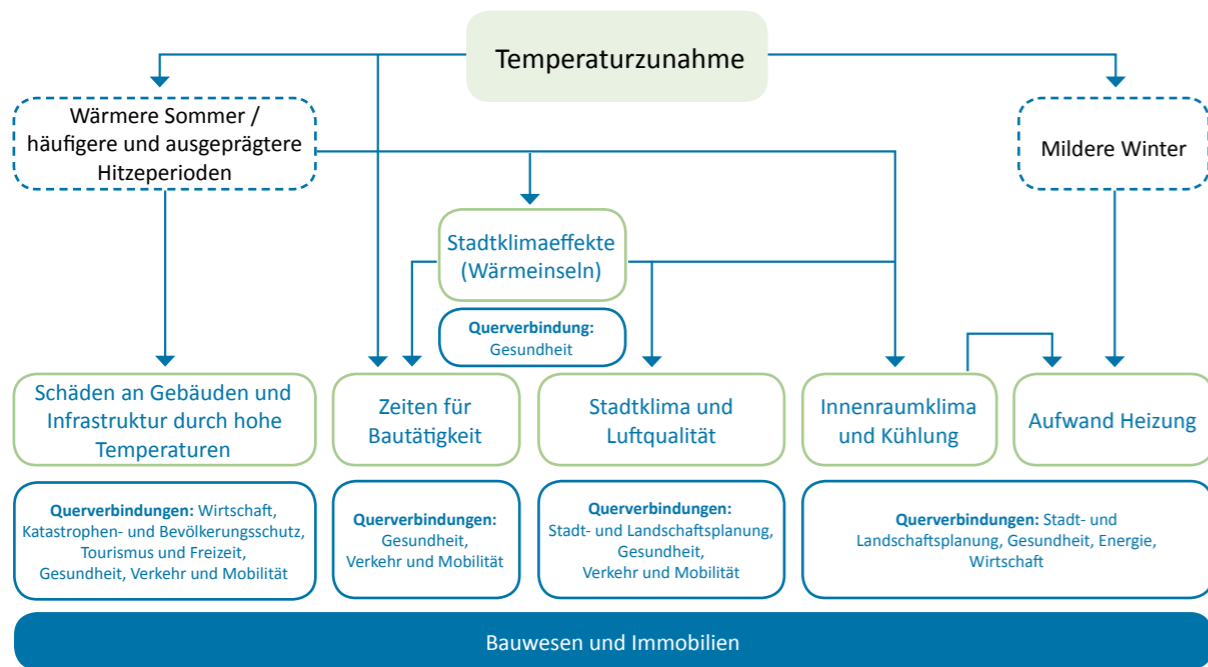 Temperaturzunahme
Wärmere Sommer /
häufigere und ausgeprägtere
Hitzeperioden
Mildere Winter
Stadtklimaeffekte
(Wärmeinseln)
Querverbindung:
Gesundheit
Schäden an Gebäuden und
Infrastruktur durch hohe
Temperaturen
Zeiten für
Bautätigkeit
Stadtklima und
Luftqualität
Innenraumklima
und Kühlung
Aufwand Heizung
Querverbindungen: Wirtschaft,
Katastrophen- und Bevölkerungsschutz,
Tourismus und Freizeit,
Gesundheit, Verkehr und Mobilität
Querverbindungen:
Gesundheit,
Verkehr und Mobilität
Querverbindungen:
Stadt- und Landschaftsplanung,
Gesundheit,
Verkehr und Mobilität
Querverbindungen: Stadt- und
Landschaftsplanung, Gesundheit, Energie,
Wirtschaft
Bauwesen und Immobilien